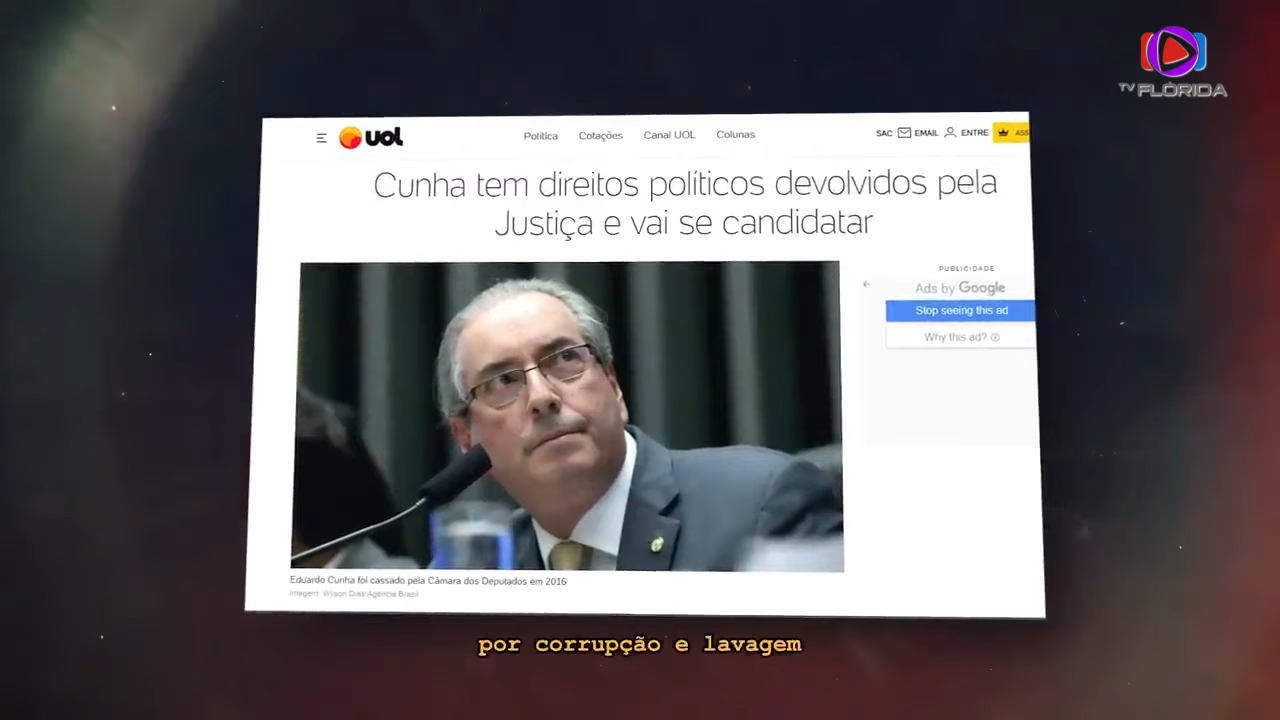 TV FLÓRIDA
uol
Política Cotações Canal UOL Colunas
SAC EMAIL ENTRE ASS
Cunha tem direitos políticos devolvidos pela
Justiça e vai se candidatar
PUBLICIDADE
Ads by Google
Stop seeing this ad
Why this ad?
Eduardo Cunha foi cassado pela Câmara dos Deputados em 2016
Imagem: Wilson Dias/Agência Brasil
por corrupção e lavagem